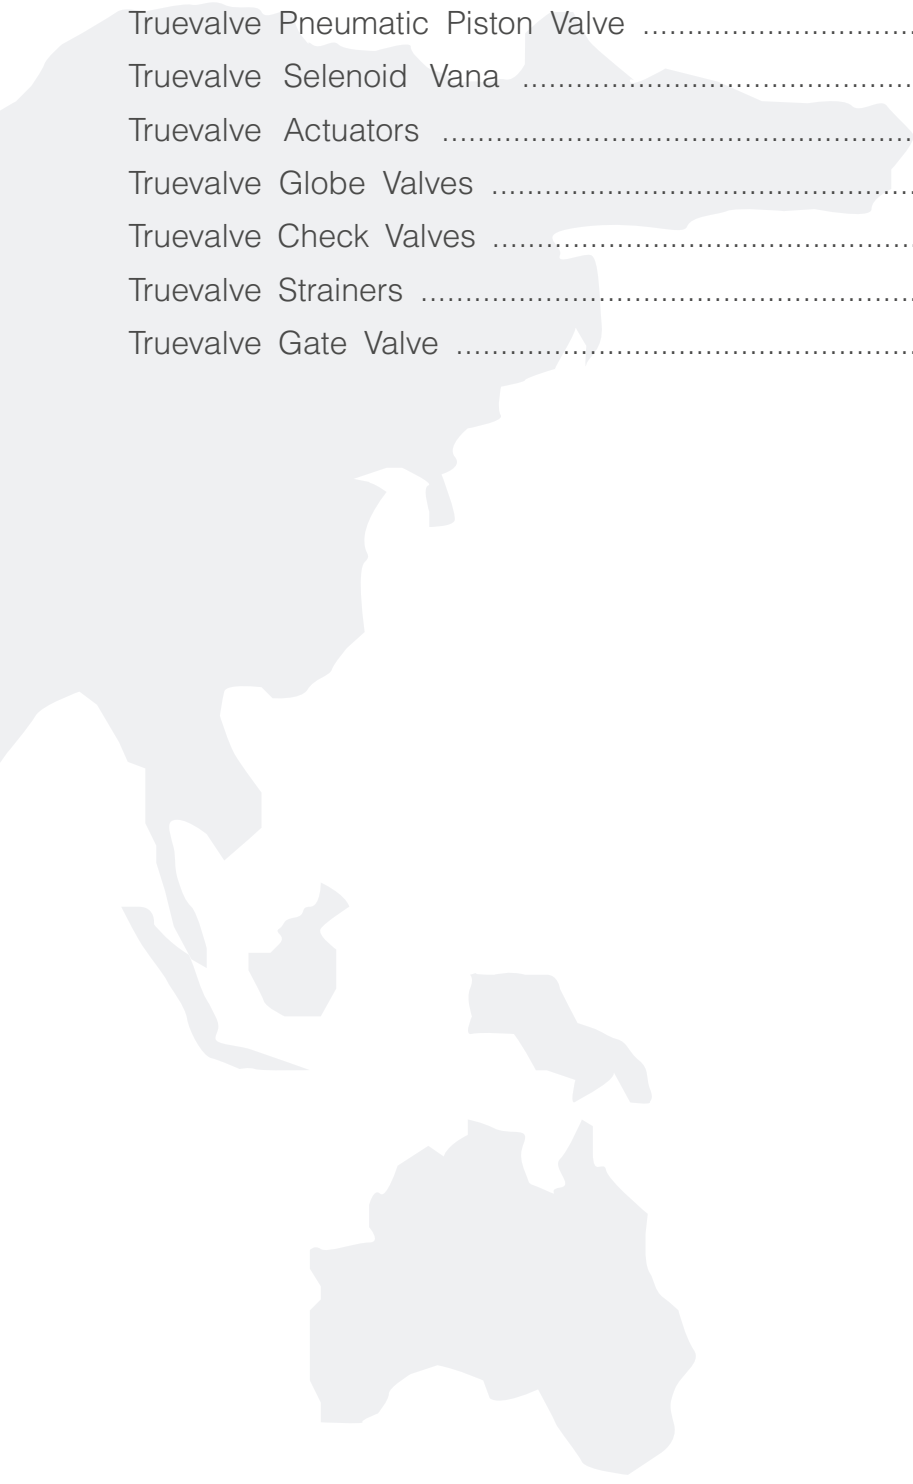 Truevalve Pneumatic Piston Valve ................................
Truevalve Selenoid Vana .............................................
Truevalve Actuators ......................................................
Truevalve Globe Valves ................................................
Truevalve Check Valves ................................................
Truevalve Strainers ........................................................
Truevalve Gate Valve ....................................................